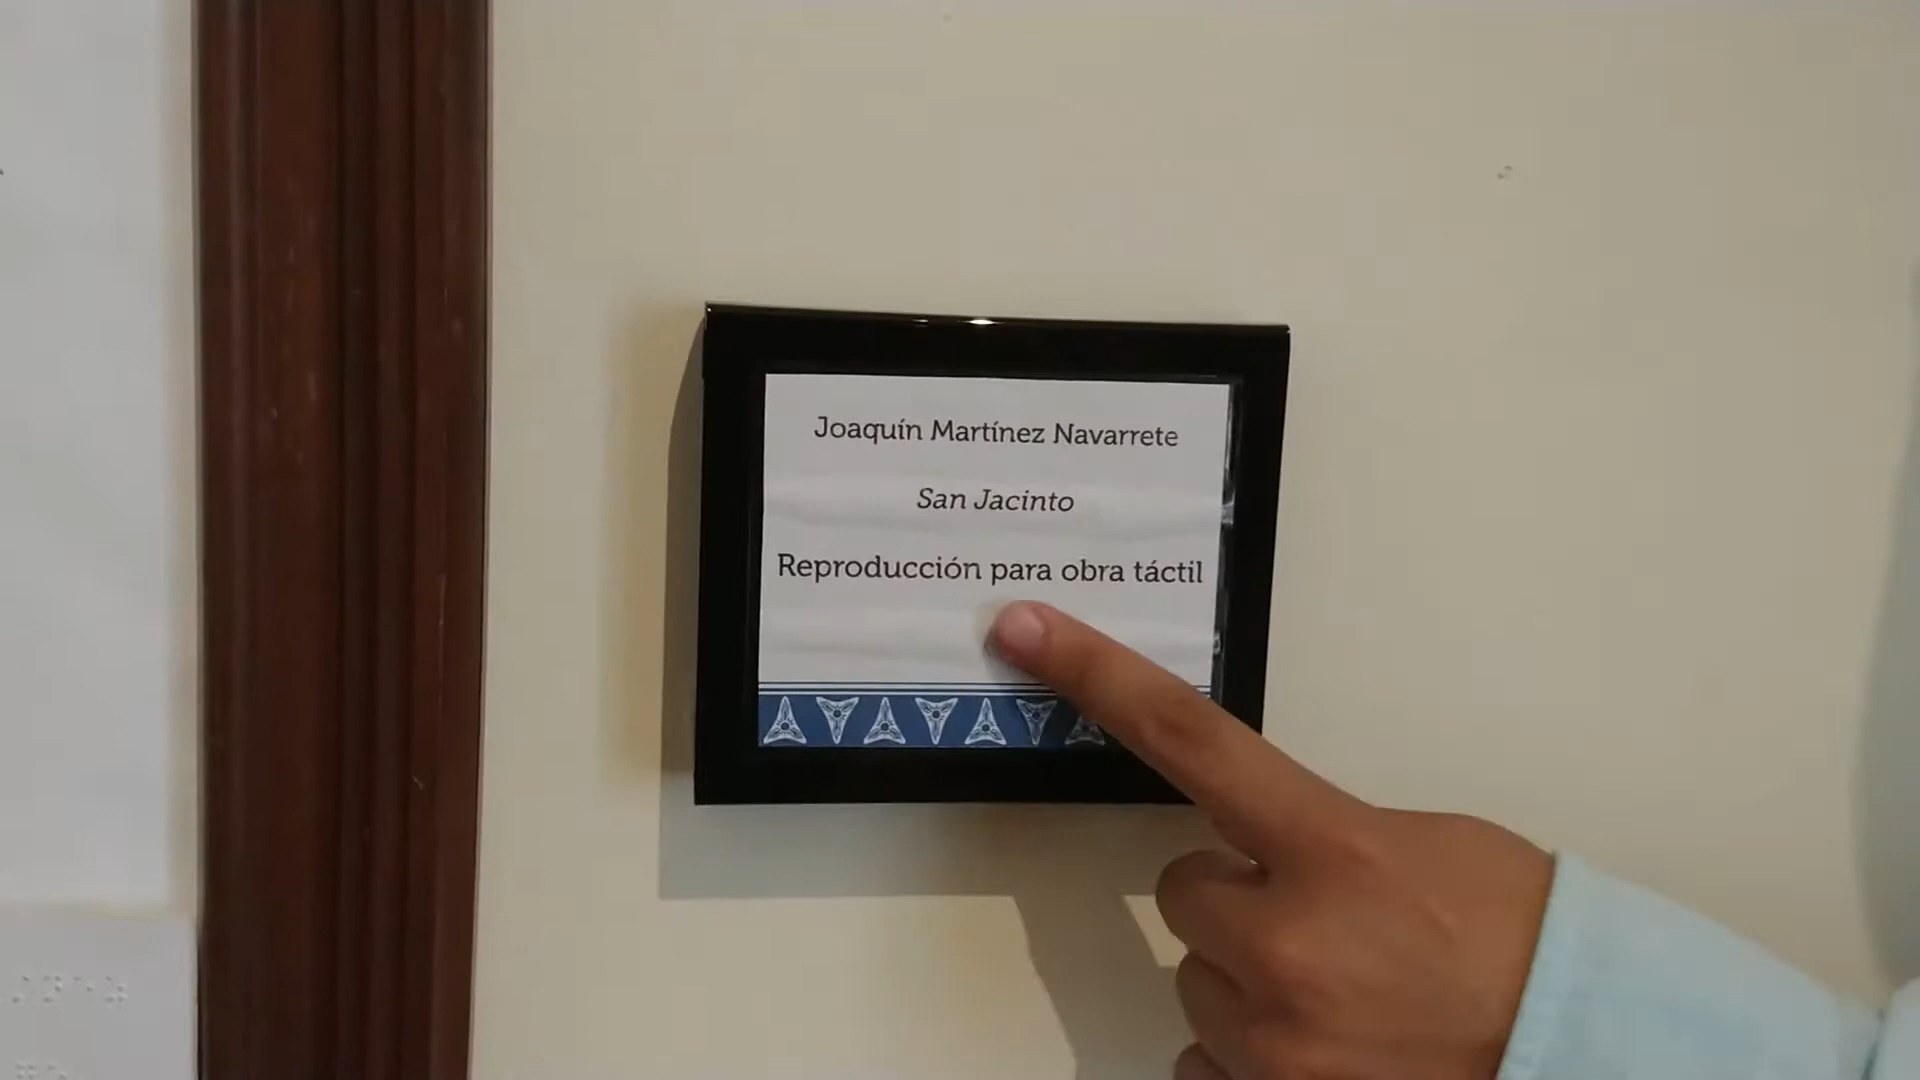 Joaquín Martínez Navarrete
San Jacinto
Reproducción para obra táctil